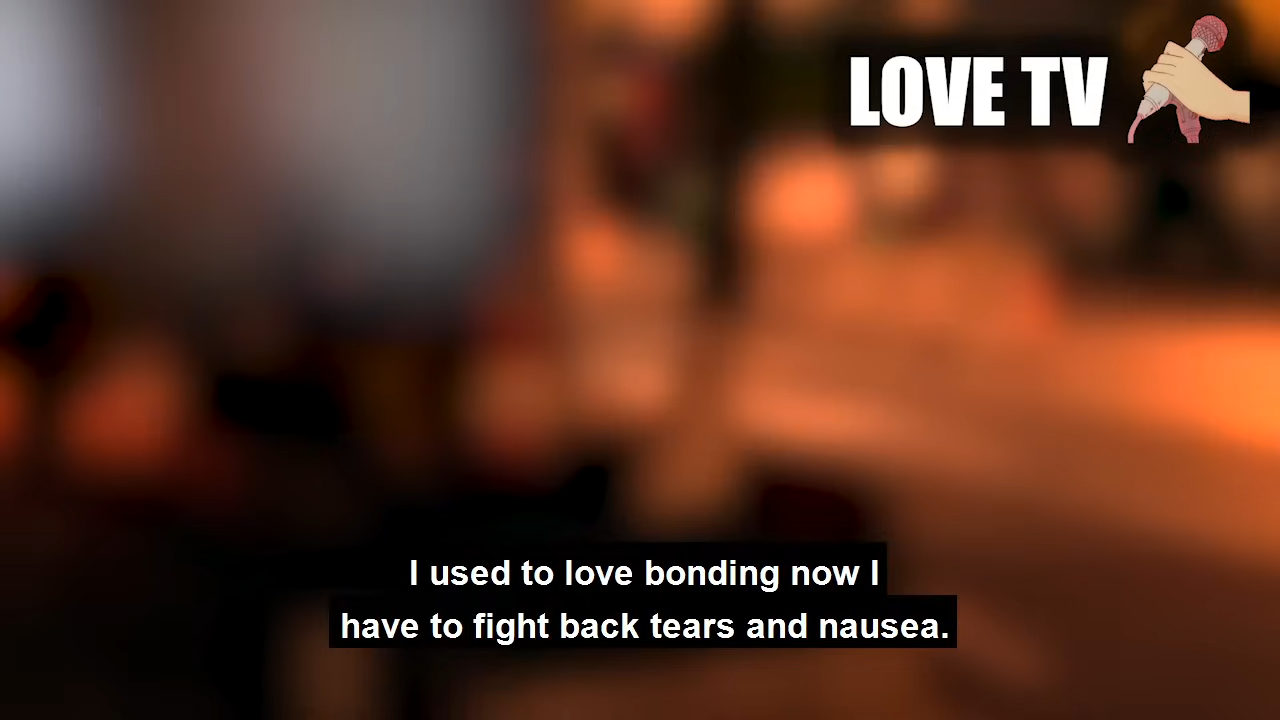 LOVE TV
I used to love bonding now I
have to fight back tears and nausea.